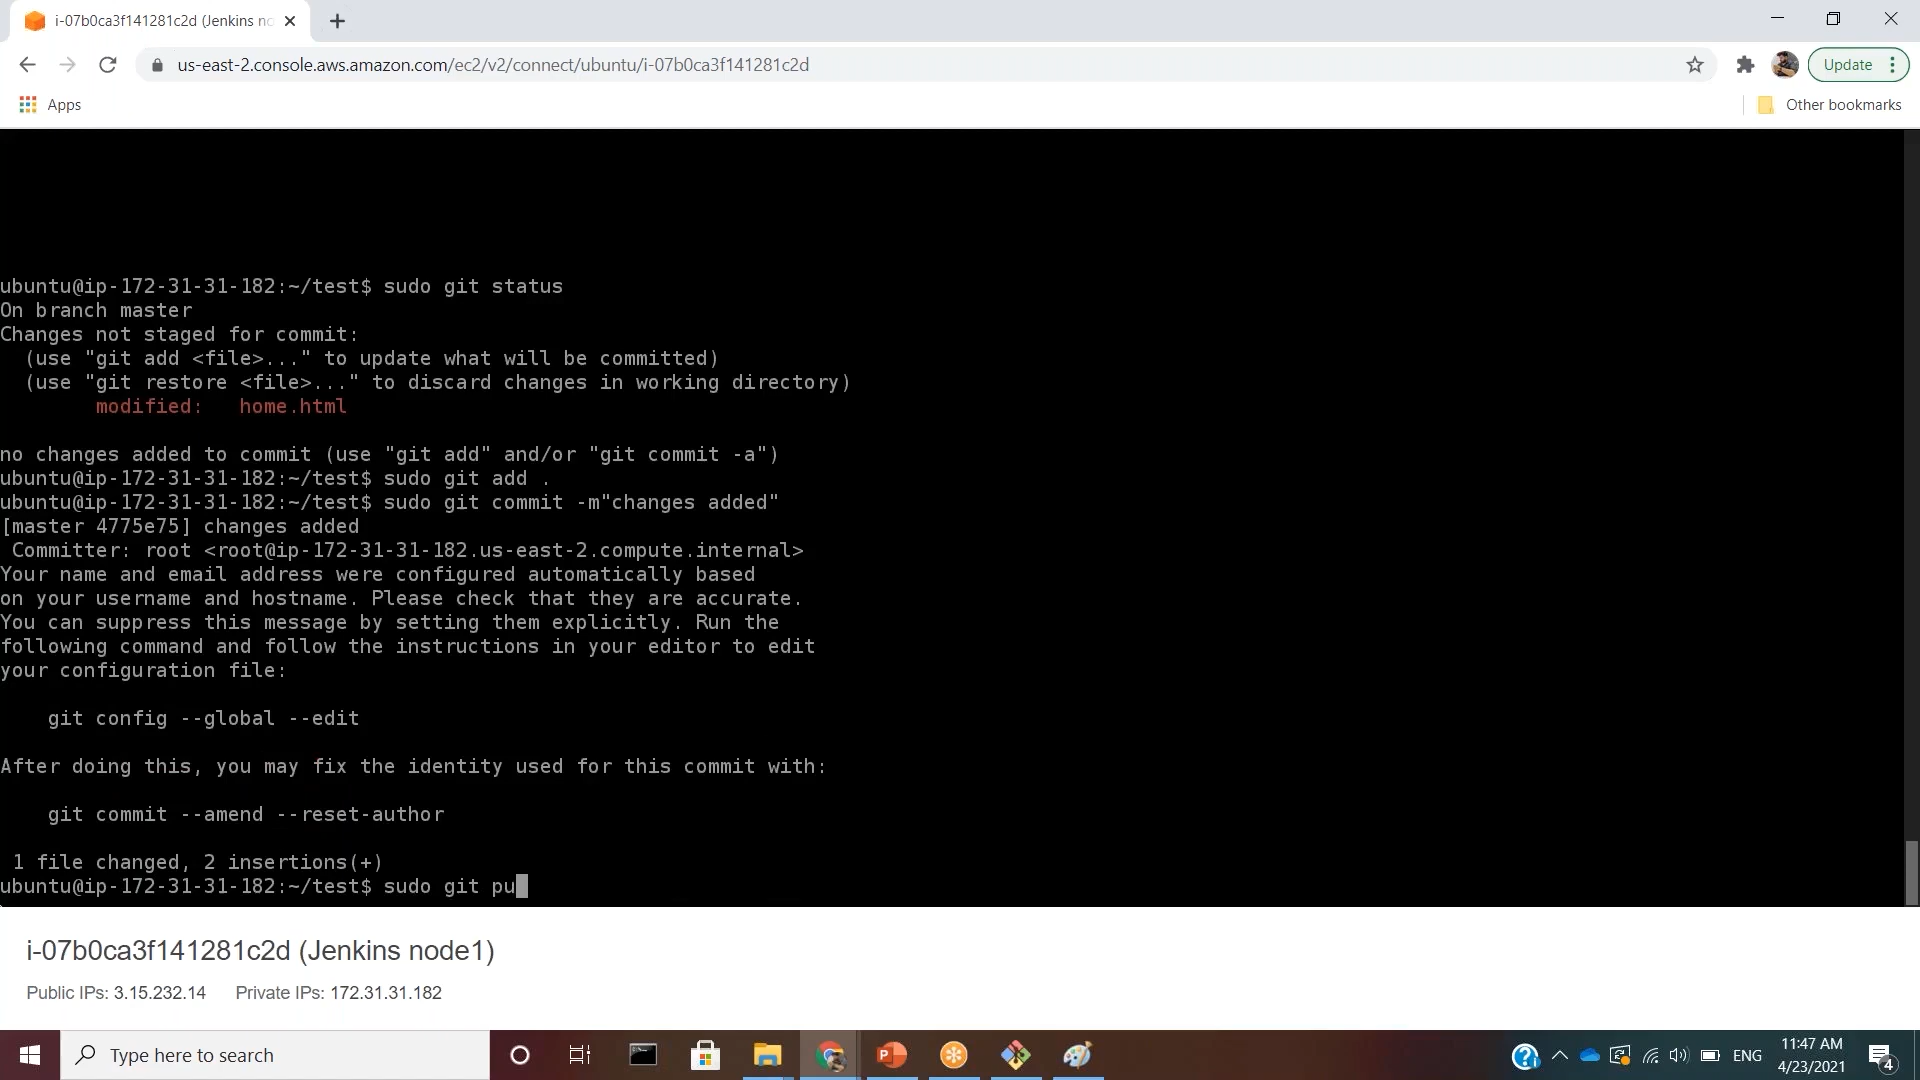 i-07b0ca3f141281c2d (Jenkins no
us-east-2.console.aws.amazon.com/ec2/v2/connect/ubuntu/i-07b0ca3f141281c2d
Update
Apps
Other bookmarks
ubuntu@ip-172-31-31-182:~/test$ sudo git status
On branch master
Changes not staged for commit:
  (use "git add <file>..." to update what will be committed)
  (use "git restore <file>..." to discard changes in working directory)
        modified:   home.html
no changes added to commit (use "git add" and/or "git commit -a")
ubuntu@ip-172-31-31-182:~/test$ sudo git add .
ubuntu@ip-172-31-31-182:~/test$ sudo git commit -m"changes added"
[master 4775e75] changes added
 Committer: root <root@ip-172-31-31-182.us-east-2.compute.internal>
Your name and email address were configured automatically based
on your username and hostname. Please check that they are accurate.
You can suppress this message by setting them explicitly. Run the
following command and follow the instructions in your editor to edit
your configuration file:
    git config --global --edit
After doing this, you may fix the identity used for this commit with:
    git commit --amend --reset-author
 1 file changed, 2 insertions(+)
ubuntu@ip-172-31-31-182:~/test$ sudo git pu
i-07b0ca3f141281c2d (Jenkins node1)
Public IPs: 3.15.232.14 Private IPs: 172.31.31.182
Type here to search
ENG
11:47 AM
4/23/2021
4